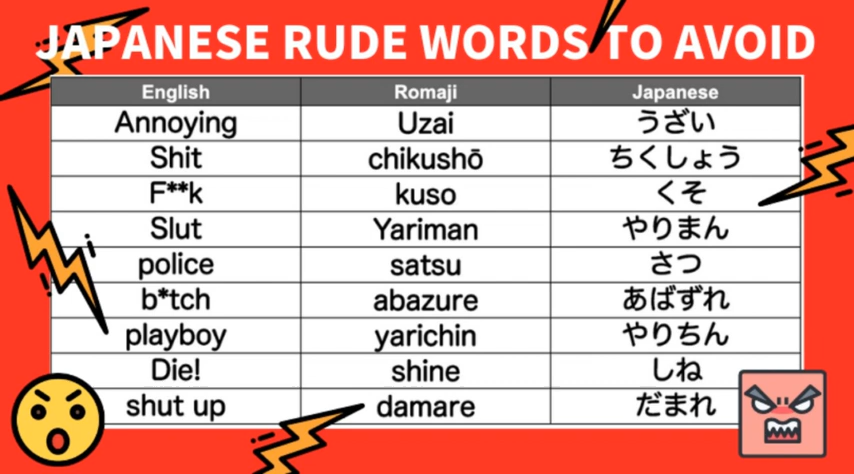 JAPANESE RUDE WORDS TO AVOID
English Romaji Japanese
Annoying Uzai うざい
Shit chikushō ちくしょう
F**k kuso くそ
Slut Yariman やりまん
police satsu さつ
b*tch abazure あばずれ
playboy yarichin やりちん
Die! shine しね
shut up damare だまれ